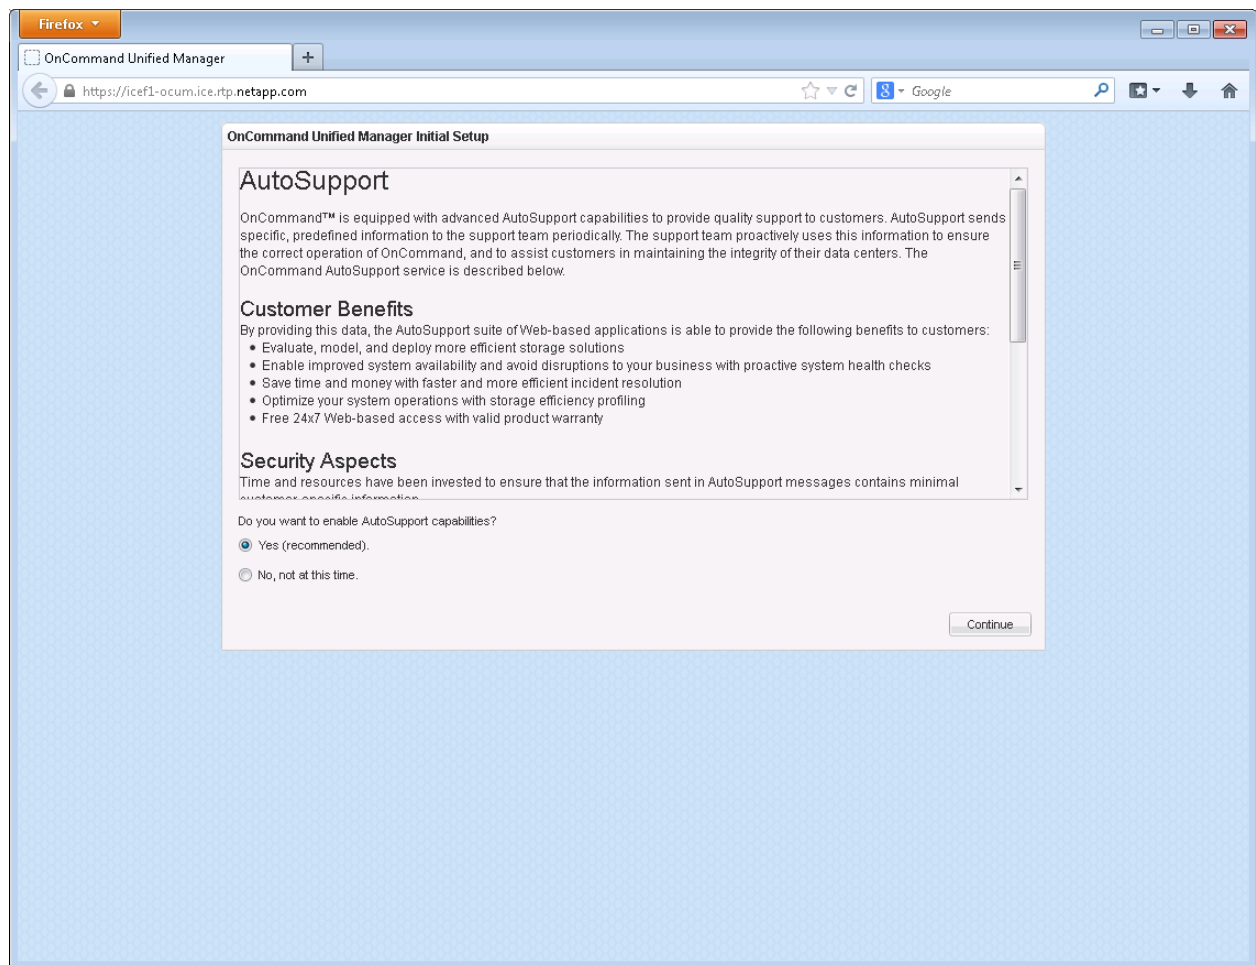 Firefox
OnCommand Unified Manager
https://icef1-ocum.ice.rtp.netapp.com
Google
OnCommand Unified Manager Initial Setup
AutoSupport
OnCommand™ is equipped with advanced AutoSupport capabilities to provide quality support to customers. AutoSupport sends
specific, predefined information to the support team periodically. The support team proactively uses this information to ensure
the correct operation of OnCommand, and to assist customers in maintaining the integrity of their data centers. The
OnCommand AutoSupport service is described below.
Customer Benefits
By providing this data, the AutoSupport suite of Web-based applications is able to provide the following benefits to customers:
• Evaluate, model, and deploy more efficient storage solutions
• Enable improved system availability and avoid disruptions to your business with proactive system health checks
• Save time and money with faster and more efficient incident resolution
• Optimize your system operations with storage efficiency profiling
• Free 24x7 Web-based access with valid product warranty
Security Aspects
Time and resources have been invested to ensure that the information sent in AutoSupport messages contains minimal
customer-specific information
Do you want to enable AutoSupport capabilities?
Yes (recommended).
No, not at this time.
Continue